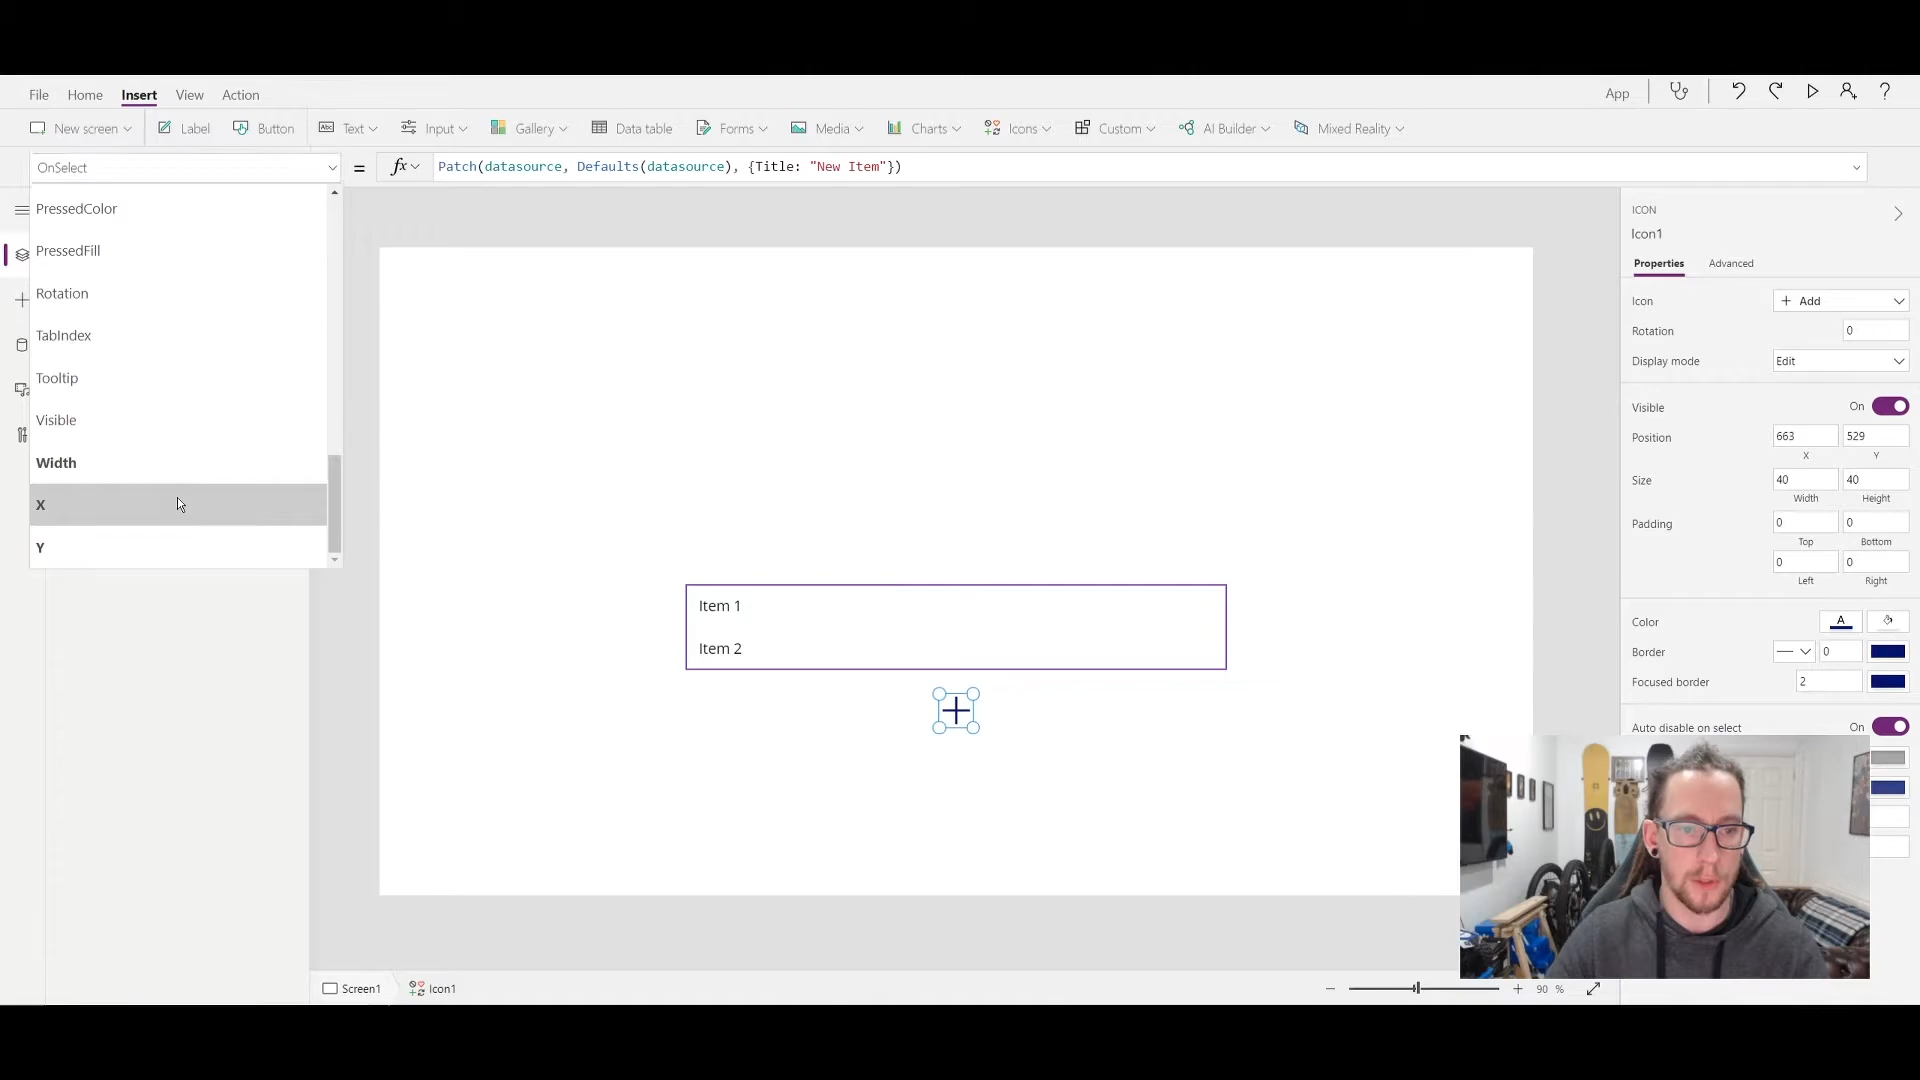 File Home Insert View Action App
New screen Label Button Text Input Gallery Data table Forms Media Charts Icons Custom AI Builder Mixed Reality
OnSelect = fx Patch(datasource, Defaults(datasource), {Title: "New Item"})
PressedColor
PressedFill
Rotation
TabIndex
Tooltip
Visible
Width
X
Y
Item 1
Item 2
ICON
Icon1
Properties Advanced
Icon Add
Rotation 0
Display mode Edit
Visible On
Position 663 529
X Y
Size 40 40
Width Height
Padding 0 0
Top Bottom
0 0
Left Right
Color A
Border 0
Focused border 2
Auto disable on select On
Screen1 Icon1 90 %